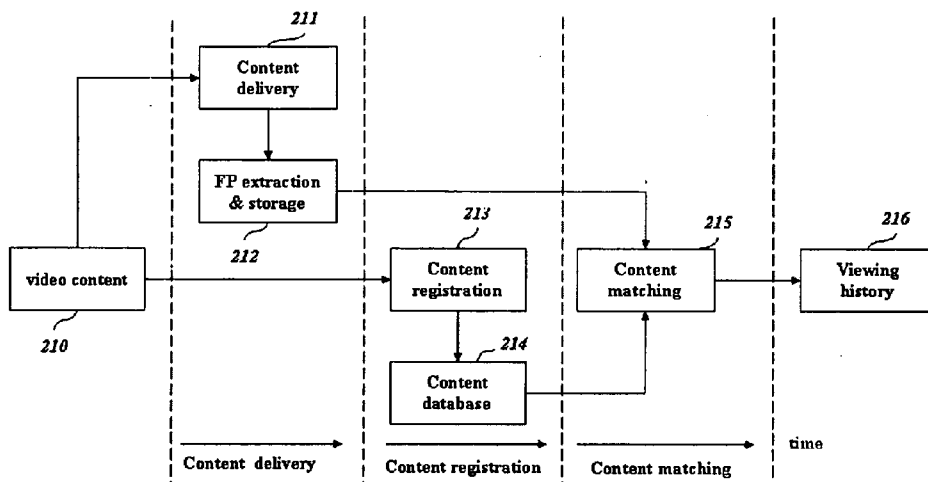 211
Content
delivery
FP extraction
& storage
212
213
215
216
video content
210
Content
registration
Content
matching
Viewing
history
214
Content
database
time
Content delivery
Content registration
Content matching